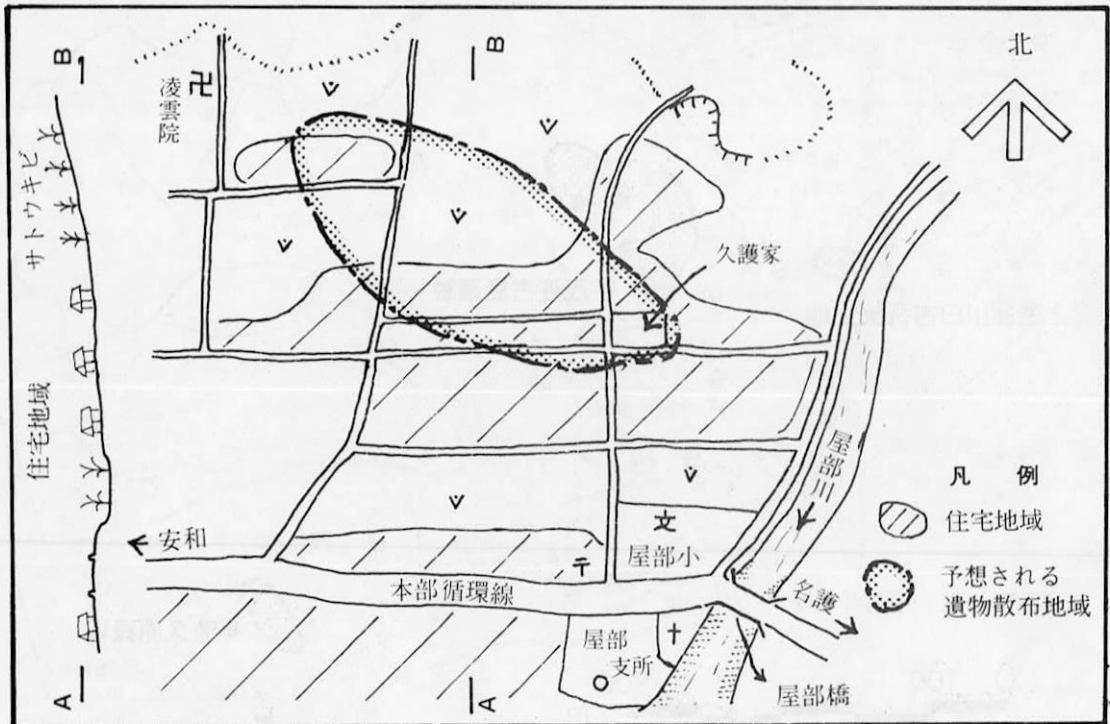 北
B
B
凌雲院
卍
サトウキビ
久護家
住宅地域
屋部川
凡 例
住宅地域
予想される
遺物散布地域
安和
文
屋部小
〒
本部循環線
名護
屋部
支所
屋部橋
A
A